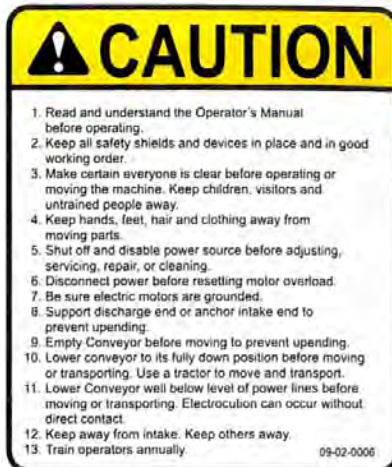 CAUTION
1. Read and understand the Operator's Manual
before operating.
2. Keep all safety shields and devices in place and in good
working order.
3. Make certain everyone is clear before operating or
moving the machine. Keep children, visitors and
untrained people away.
4. Keep hands, feet, hair and clothing away from
moving parts.
5. Shut off and disable power source before adjusting,
servicing, repair, or cleaning.
6. Disconnect power before resetting motor overload.
7. Be sure electric motors are grounded.
8. Support discharge end or anchor intake end to
prevent upending.
9. Empty Conveyor before moving to prevent upending.
10. Lower conveyor to its fully down position before moving
or transporting. Use a tractor to move and transport.
11. Lower Conveyor well below level of power lines before
moving or transporting. Electrocution can occur without
direct contact.
12. Keep away from intake. Keep others away.
13. Train operators annually.
09-02-0006